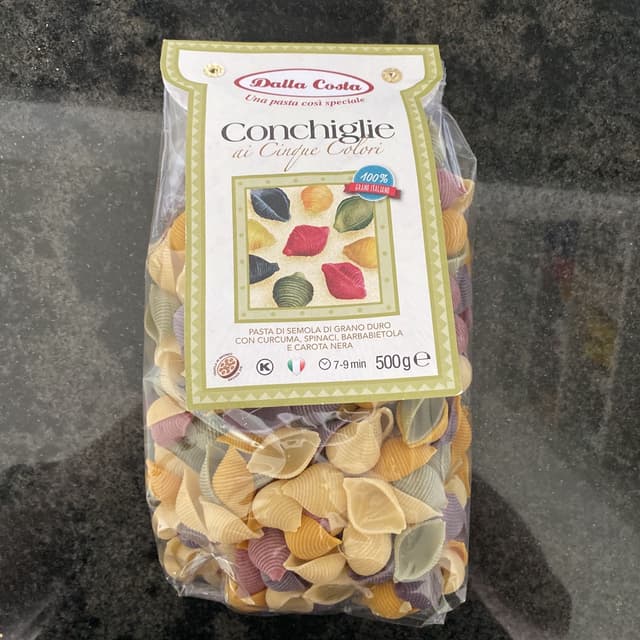 Dalla Costa
Una pasta così speciale
Conchiglie
ai Cinque Colori
100%
GRANO ITALIANO
PASTA DI SEMOLA DI GRANO DURO
CON CURCUMA, SPINACI, BARBABIETOLA
E CAROTA NERA
K 7-9 min 500g e